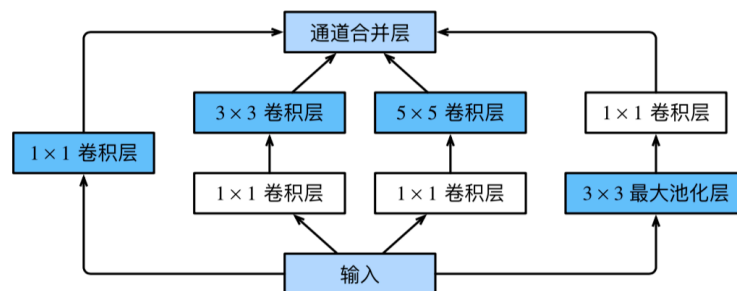 通道合并层
3 × 3 卷积层
5 × 5 卷积层
1 × 1 卷积层
1 × 1 卷积层
1 × 1 卷积层
1 × 1 卷积层
3 × 3 最大池化层
输入